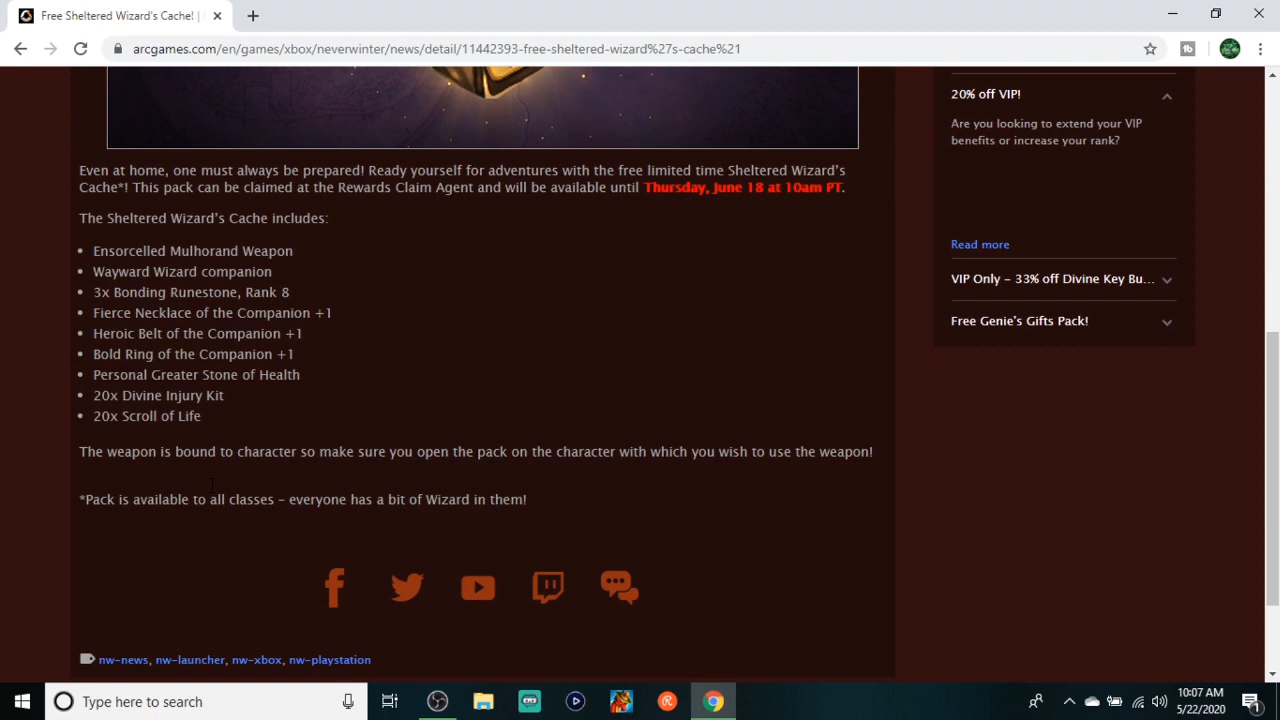 Free Sheltered Wizard's Cache! |
arcgames.com/en/games/xbox/neverwinter/news/detail/11442393-free-sheltered-wizard%27s-cache%21
Even at home, one must always be prepared! Ready yourself for adventures with the free limited time Sheltered Wizard's
Cache*! This pack can be claimed at the Rewards Claim Agent and will be available until Thursday, June 18 at 10am PT.
The Sheltered Wizard's Cache includes:
Ensorcelled Mulhorand Weapon
Wayward Wizard companion
3x Bonding Runestone, Rank 8
Fierce Necklace of the Companion +1
Heroic Belt of the Companion +1
Bold Ring of the Companion +1
Personal Greater Stone of Health
20x Divine Injury Kit
20x Scroll of Life
The weapon is bound to character so make sure you open the pack on the character with which you wish to use the weapon!
*Pack is available to all classes – everyone has a bit of Wizard in them!
nw-news, nw-launcher, nw-xbox, nw-playstation
20% off VIP!
Are you looking to extend your VIP
benefits or increase your rank?
Read more
VIP Only – 33% off Divine Key Bu...
Free Genie's Gifts Pack!
Type here to search
10:07 AM
5/22/2020